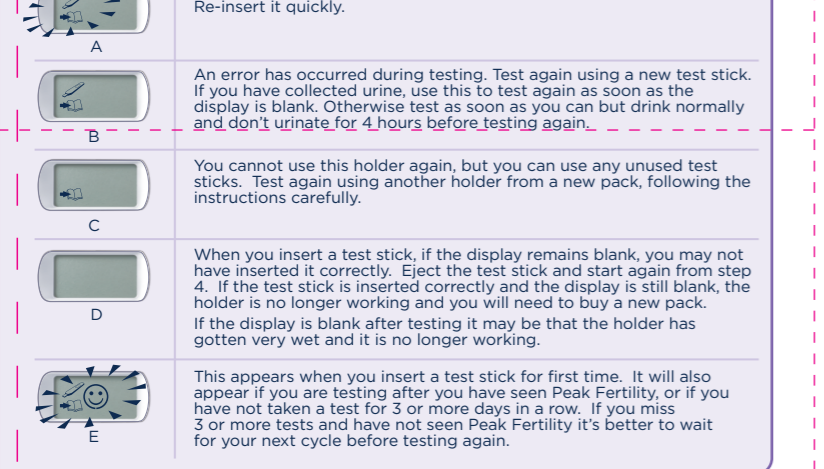 Re-insert it quickly.
A
An error has occurred during testing. Test again using a new test stick.
If you have collected urine, use this to test again as soon as the
display is blank. Otherwise test as soon as you can but drink normally
and don't urinate for 4 hours before testing again.
B
You cannot use this holder again, but you can use any unused test
sticks. Test again using another holder from a new pack, following the
instructions carefully.
C
When you insert a test stick, if the display remains blank, you may not
have inserted it correctly. Eject the test stick and start again from step
4. If the test stick is inserted correctly and the display is still blank, the
holder is no longer working and you will need to buy a new pack.
If the display is blank after testing it may be that the holder has
gotten very wet and it is no longer working.
D
This appears when you insert a test stick for first time. It will also
appear if you are testing after you have seen Peak Fertility, or if you
have not taken a test for 3 or more days in a row. If you miss
3 or more tests and have not seen Peak Fertility it's better to wait
for your next cycle before testing again.
E